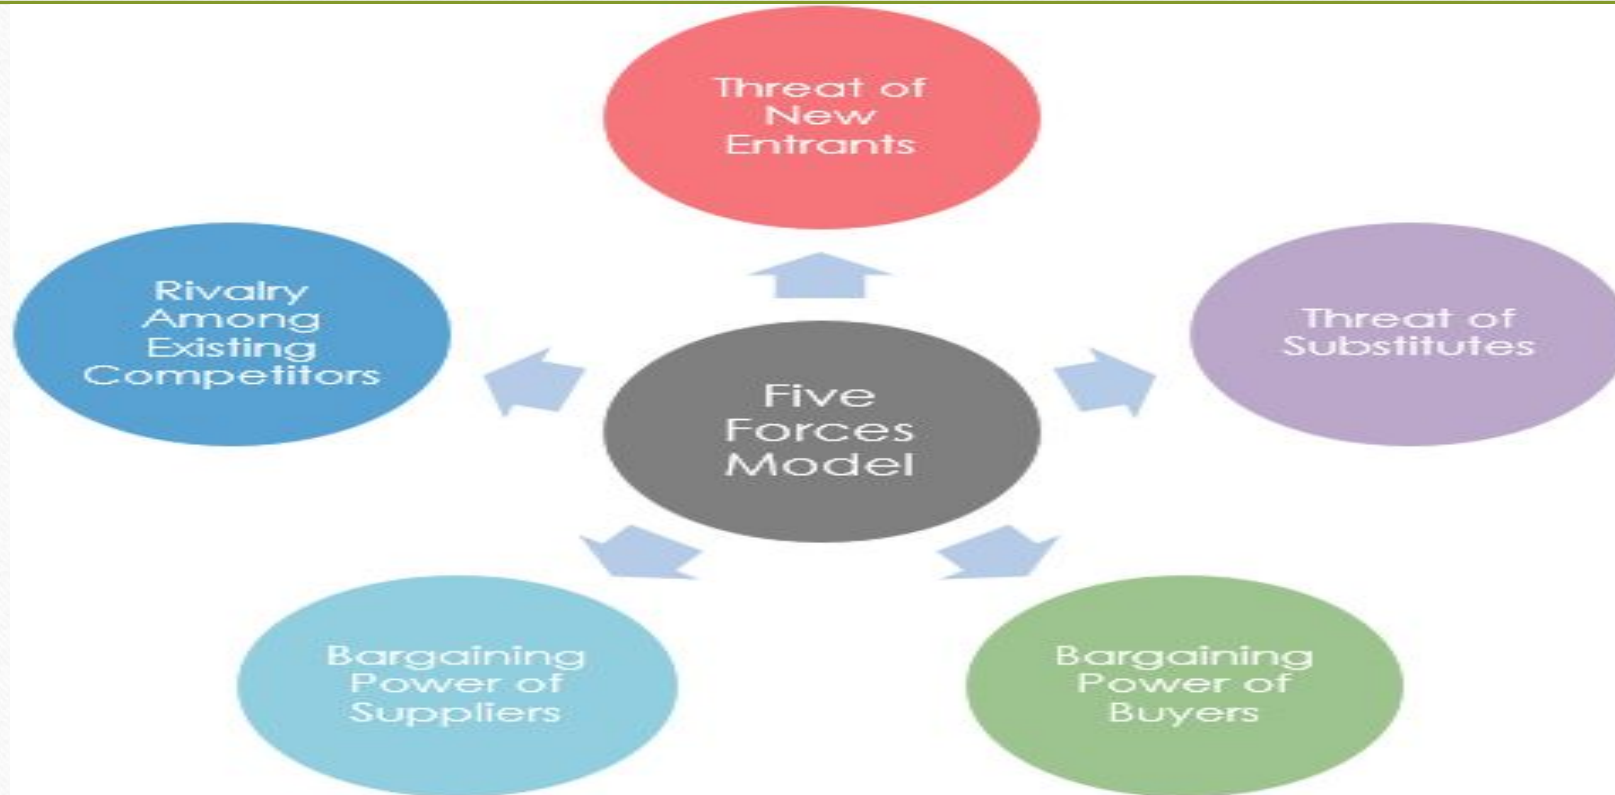 Threat of
New
Entrants
Rivalry
Among
Existing
Competitors
Threat of
Substitutes
Five
Forces
Model
Bargaining
Power of
Suppliers
Bargaining
Power of
Buyers